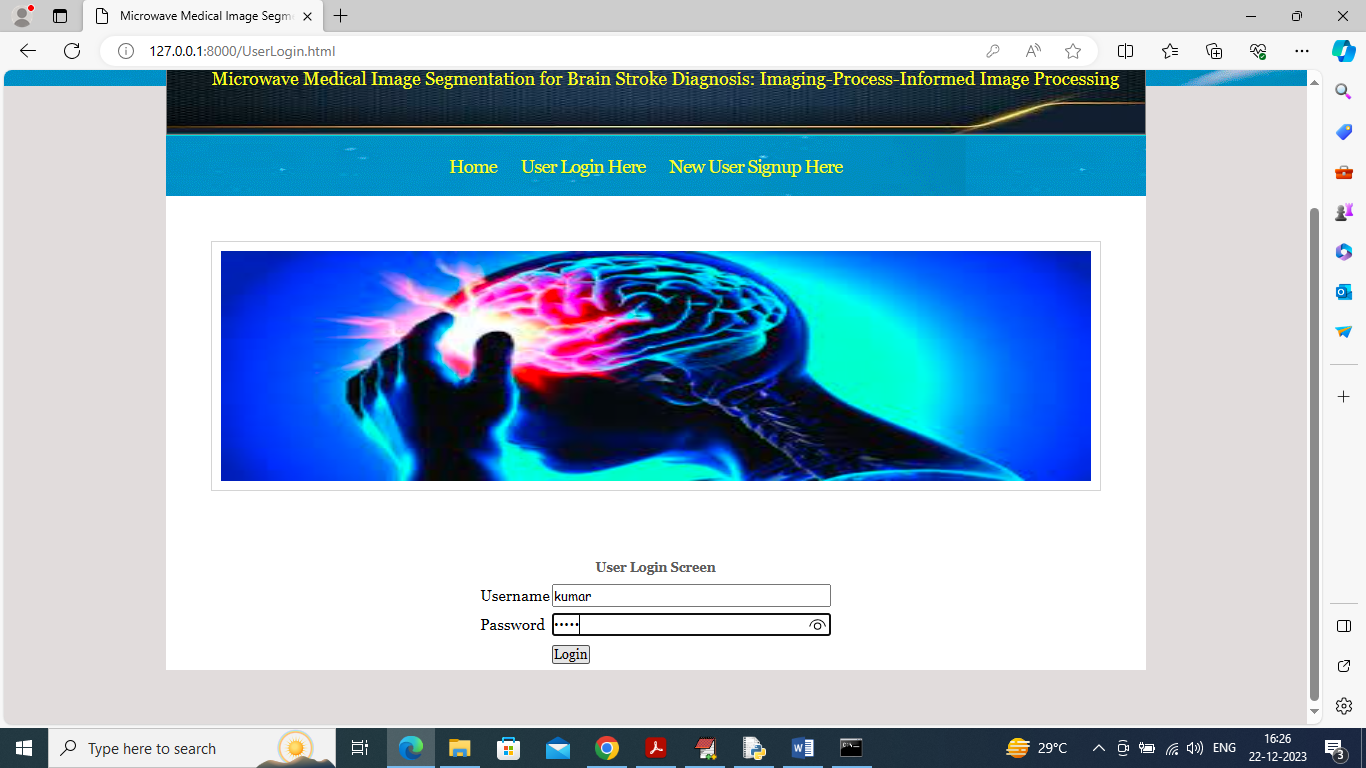 Microwave Medical Image Segm
127.0.0.1:8000/UserLogin.html
Microwave Medical Image Segmentation for Brain Stroke Diagnosis: Imaging-Process-Informed Image Processing
Home User Login Here New User Signup Here
User Login Screen
Username kumar
Password •••••
Login
Type here to search
29°C
ENG
16:26
22-12-2023
3